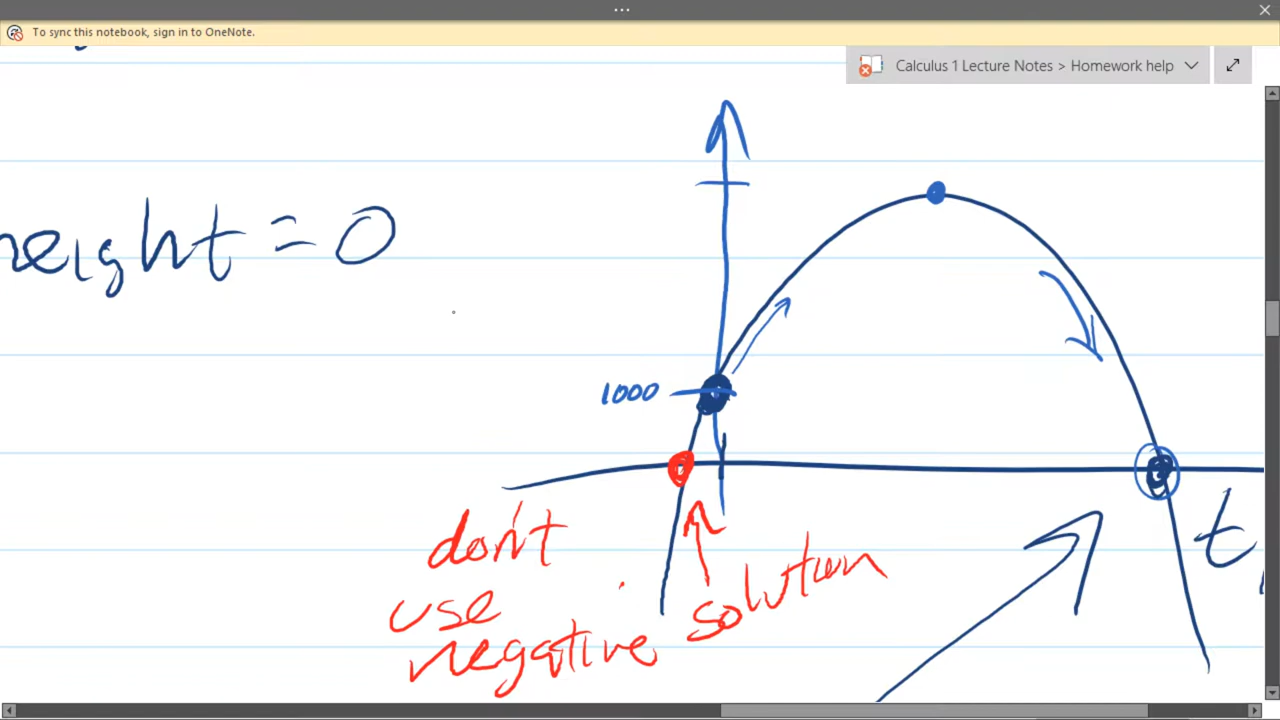 To sync this notebook, sign in to OneNote.
Calculus 1 Lecture Notes > Homework help
height = 0
1000
don't
use
negative solution
t